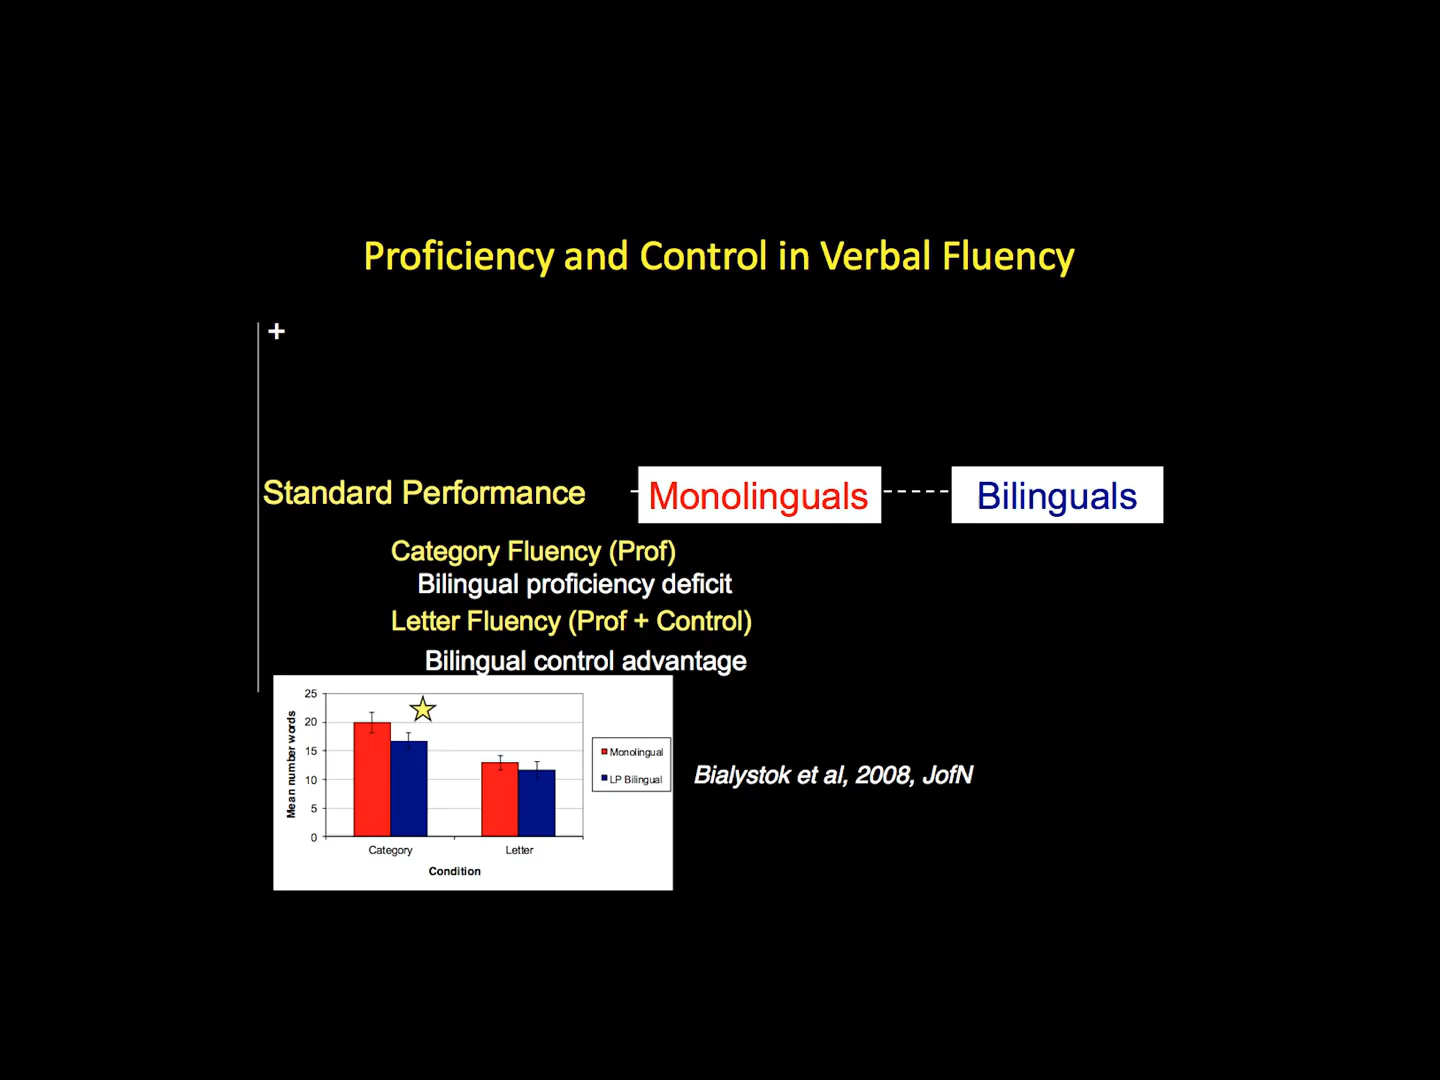 Proficiency and Control in Verbal Fluency
+
Standard Performance
Monolinguals
Bilinguals
Category Fluency (Prof)
Bilingual proficiency deficit
Letter Fluency (Prof + Control)
Bilingual control advantage
25
20
15
10
5
0
Mean number words
Category
Letter
Condition
Monolingual
LP Bilingual
Bialystok et al, 2008, JofN